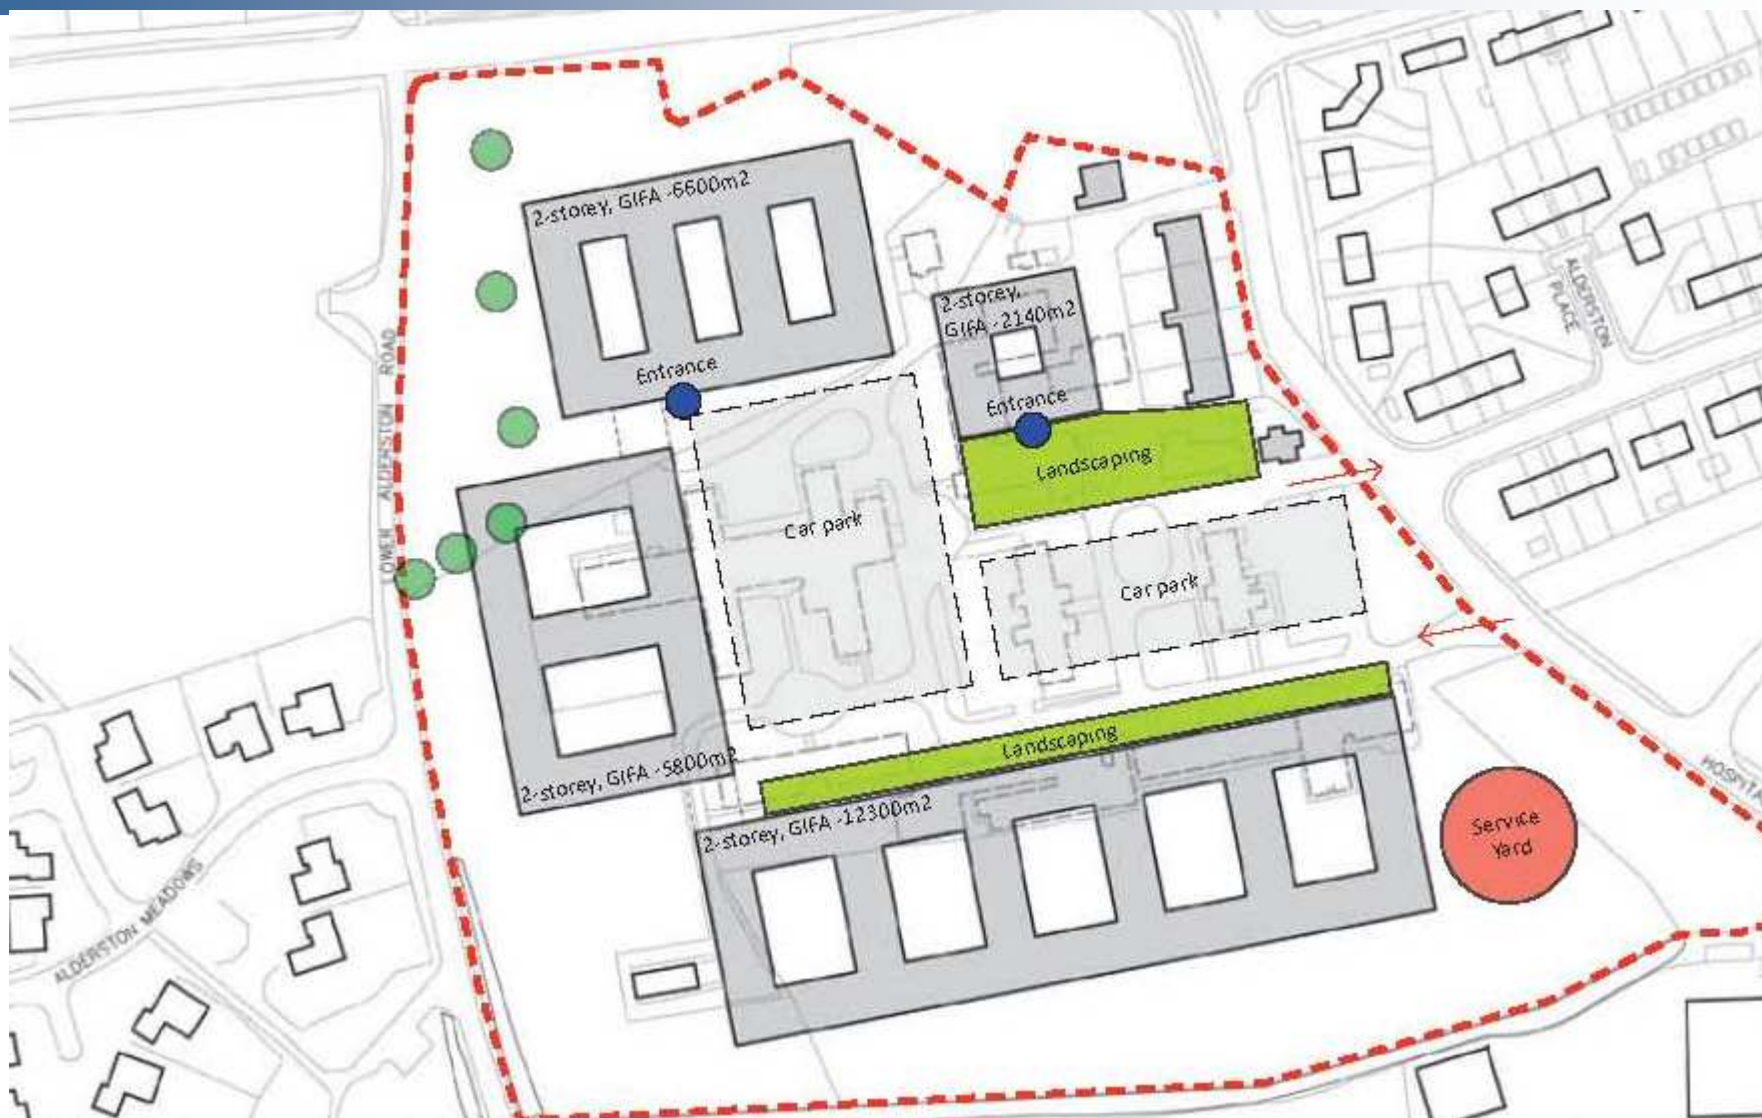 2-storey, GIFA -6600m2
Entrance
2-storey,
GIFA -2140m2
Entrance
Landscaping
ALDERSTON
PLACE
LOWER ALDERSTON ROAD
Car park
Car park
Landscaping
2-storey, GIFA -5800m2
2-storey, GIFA -12300m2
Service
Yard
ALDERSTON MEADOWS